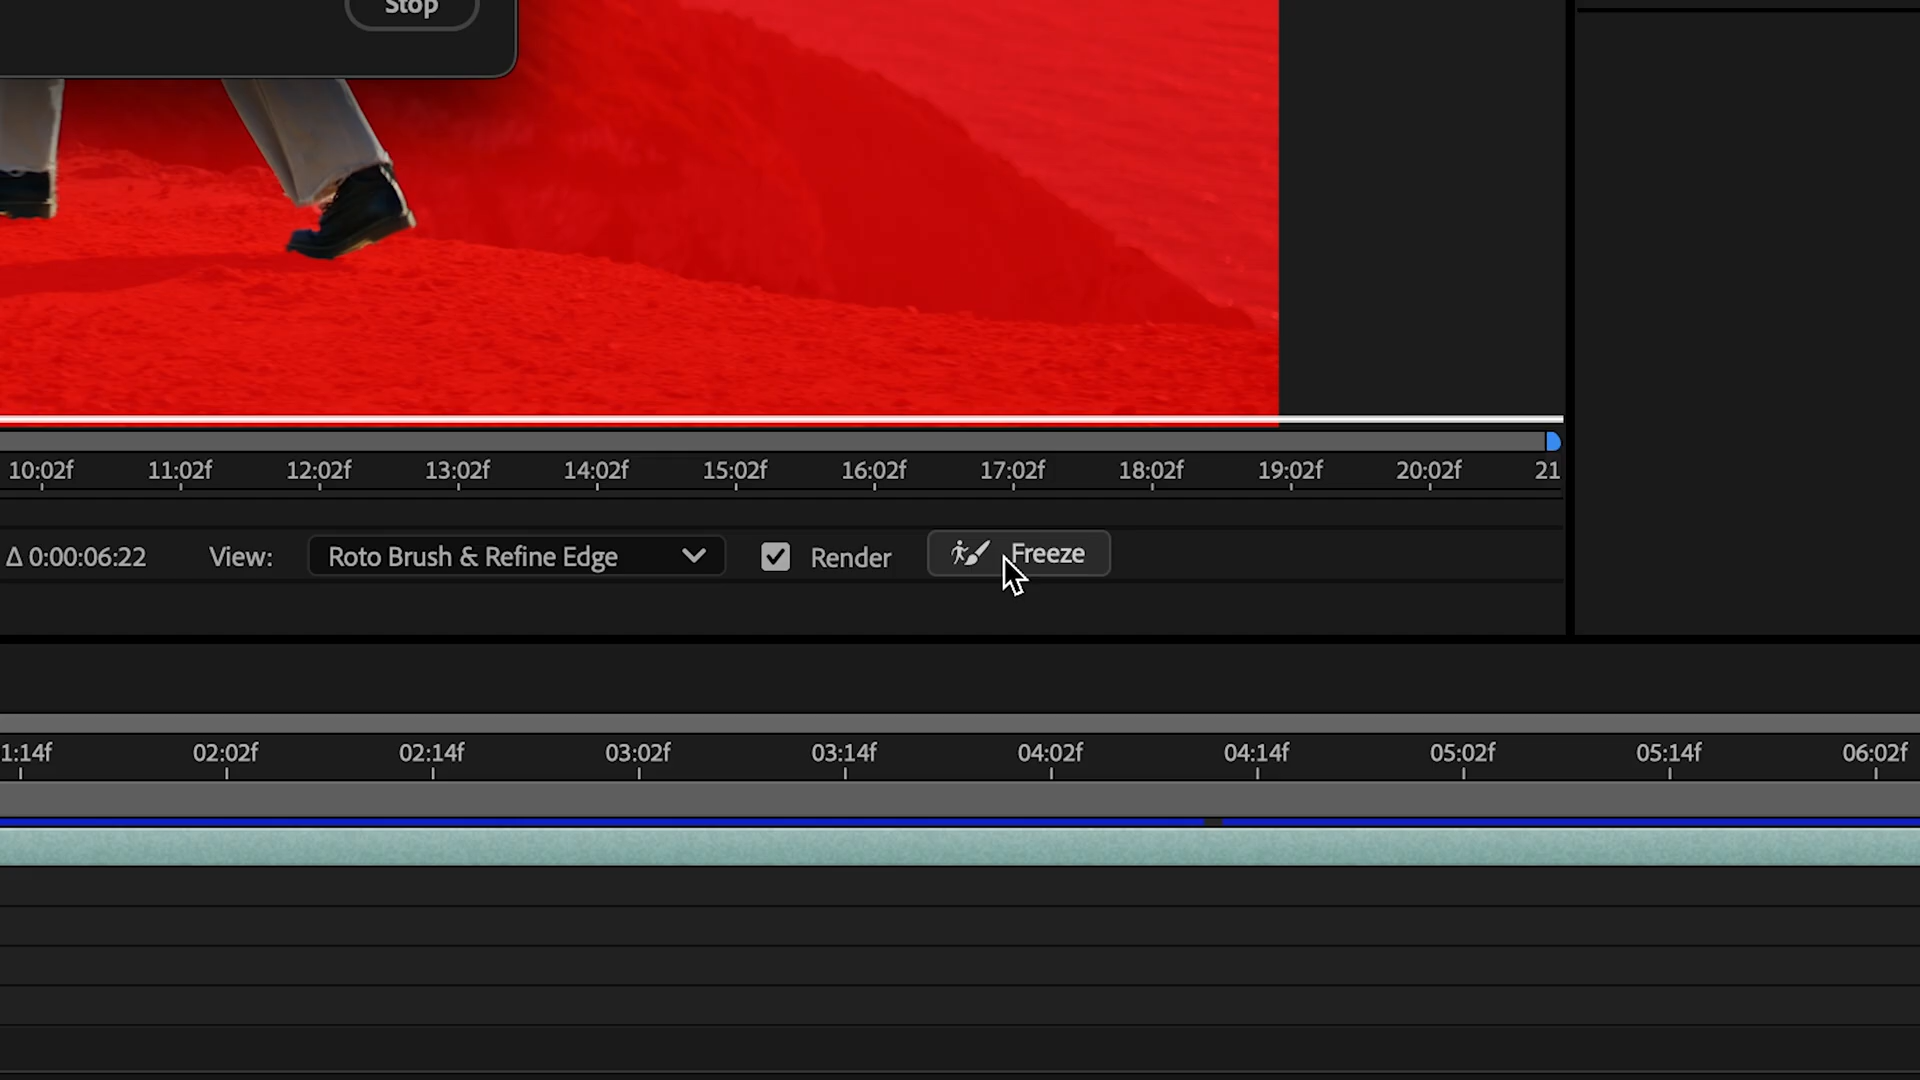 Stop
10:02f 11:02f 12:02f 13:02f 14:02f 15:02f 16:02f 17:02f 18:02f 19:02f 20:02f 21
Δ 0:00:06:22 View: Roto Brush & Refine Edge Render Freeze
1:14f 02:02f 02:14f 03:02f 03:14f 04:02f 04:14f 05:02f 05:14f 06:02f